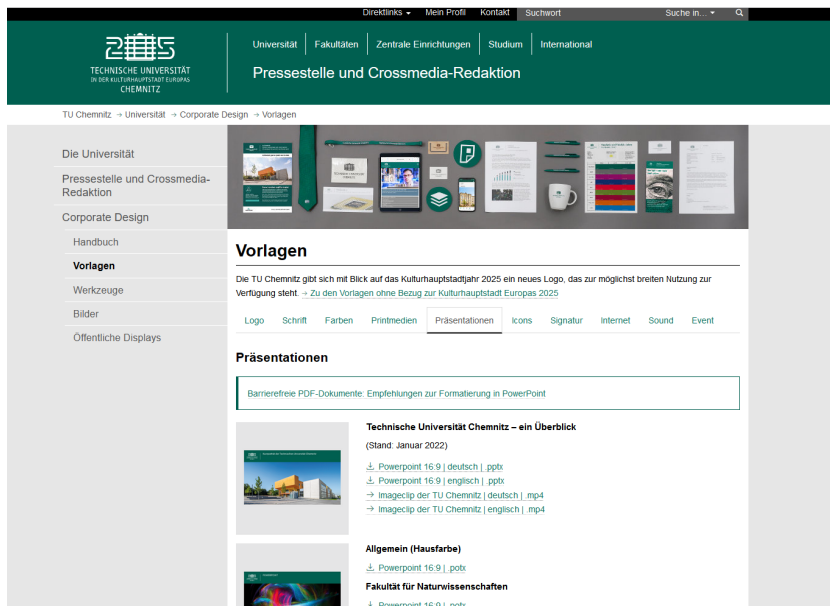 Direktlinks Mein Profil Kontakt Suchwort Suche in...
TECHNISCHE UNIVERSITÄT
IN DER KULTURHAUPTSTADT EUROPAS
CHEMNITZ
Universität Fakultäten Zentrale Einrichtungen Studium International
Pressestelle und Crossmedia-Redaktion
TU Chemnitz → Universität → Corporate Design → Vorlagen
Die Universität
Pressestelle und Crossmedia-
Redaktion
Corporate Design
Handbuch
Vorlagen
Werkzeuge
Bilder
Öffentliche Displays
Vorlagen
Die TU Chemnitz gibt sich mit Blick auf das Kulturhauptstadtjahr 2025 ein neues Logo, das zur möglichst breiten Nutzung zur
Verfügung steht. → Zu den Vorlagen ohne Bezug zur Kulturhauptstadt Europas 2025
Logo Schrift Farben Printmedien Präsentationen Icons Signatur Internet Sound Event
Präsentationen
Barrierefreie PDF-Dokumente: Empfehlungen zur Formatierung in PowerPoint
Technische Universität Chemnitz – ein Überblick
(Stand: Januar 2022)
Powerpoint 16:9 | deutsch | .pptx
Powerpoint 16:9 | englisch | .pptx
→ Imageclip der TU Chemnitz | deutsch | .mp4
→ Imageclip der TU Chemnitz | englisch | .mp4
Allgemein (Hausfarbe)
Powerpoint 16:9 | .potx
Fakultät für Naturwissenschaften
Powerpoint 16:9 | .potx